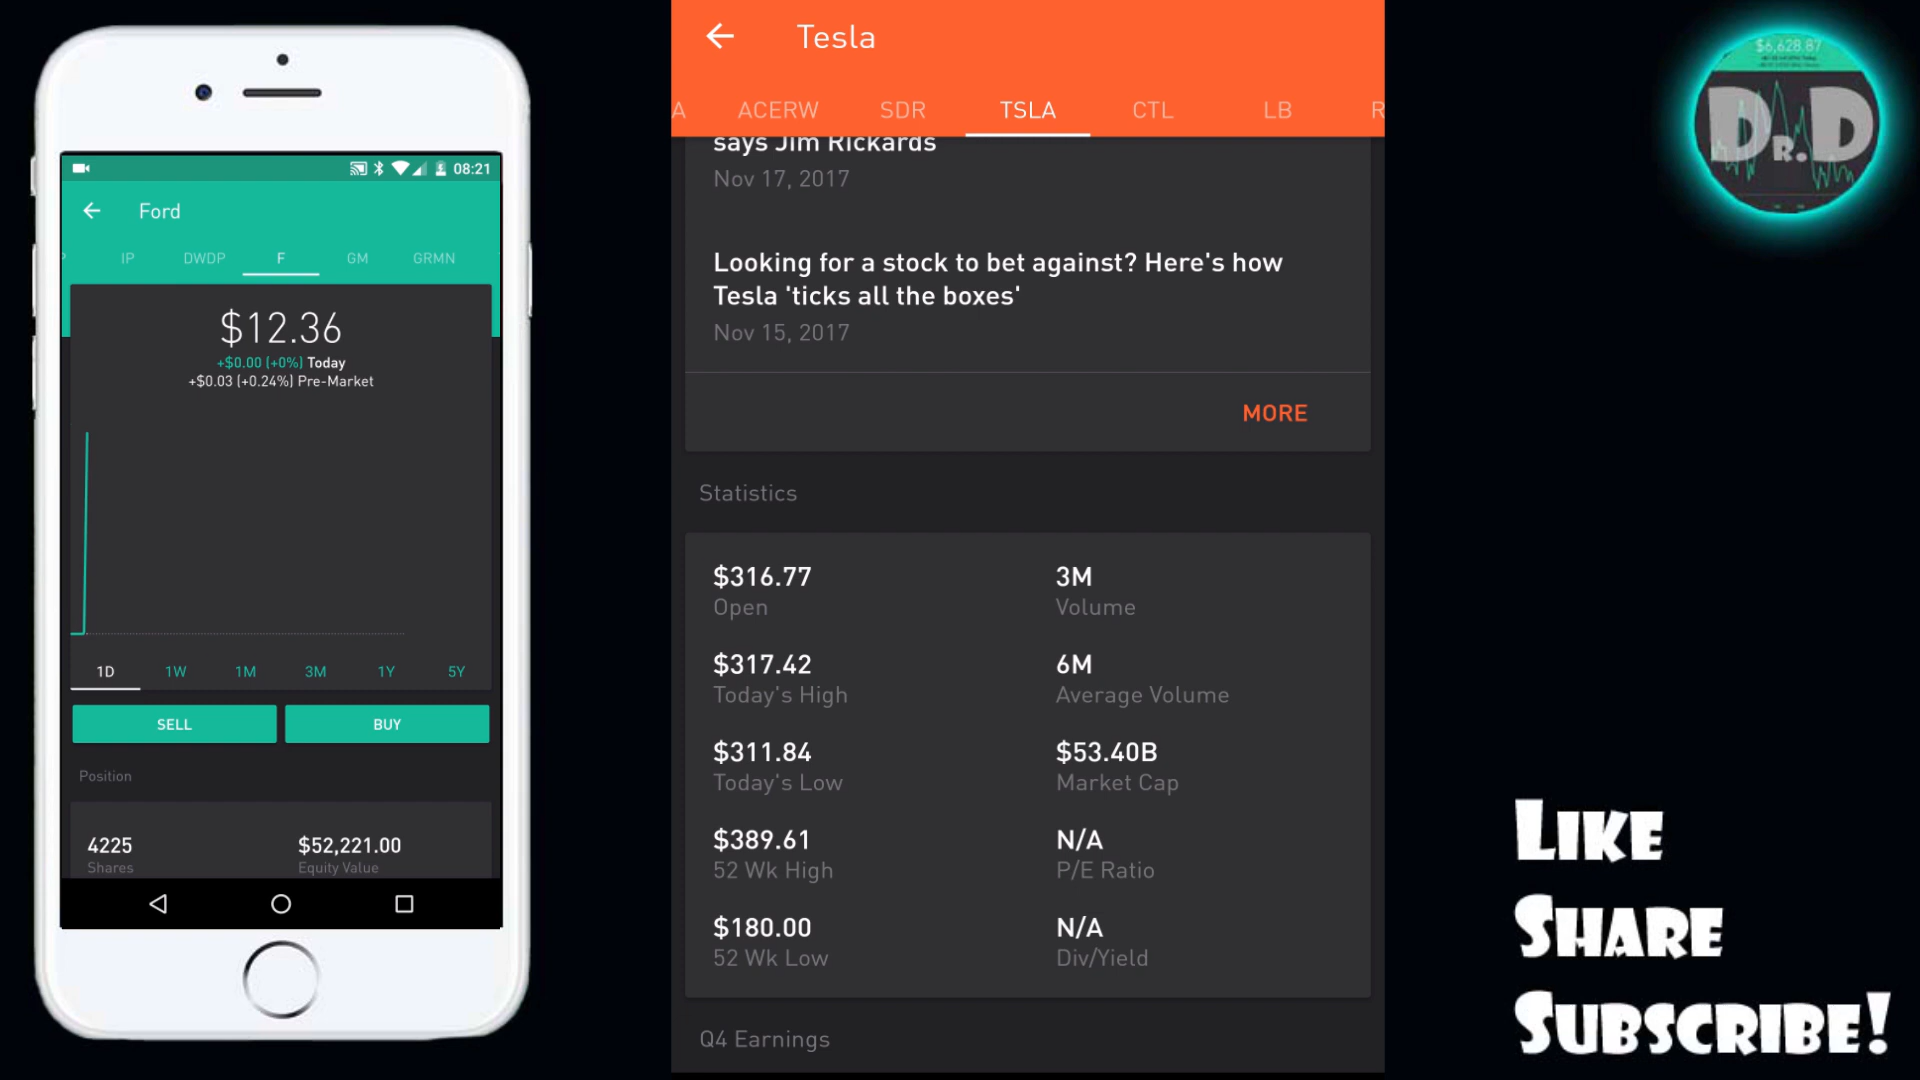 08:21
Ford
IP DWDP F GM GRMN
$12.36
+$0.00 (+0%) Today
+$0.03 (+0.24%) Pre-Market
1D 1W 1M 3M 1Y 5Y
SELL BUY
Position
4225 $52,221.00
Shares Equity Value
Tesla
A ACERW SDR TSLA CTL LB R
says Jim Rickards
Nov 17, 2017
Looking for a stock to bet against? Here's how
Tesla 'ticks all the boxes'
Nov 15, 2017
MORE
Statistics
$316.77 3M
Open Volume
$317.42 6M
Today's High Average Volume
$311.84 $53.40B
Today's Low Market Cap
$389.61 N/A
52 Wk High P/E Ratio
$180.00 N/A
52 Wk Low Div/Yield
Q4 Earnings
$6,628.87
DR.D
LIKE
SHARE
SUBSCRIBE!